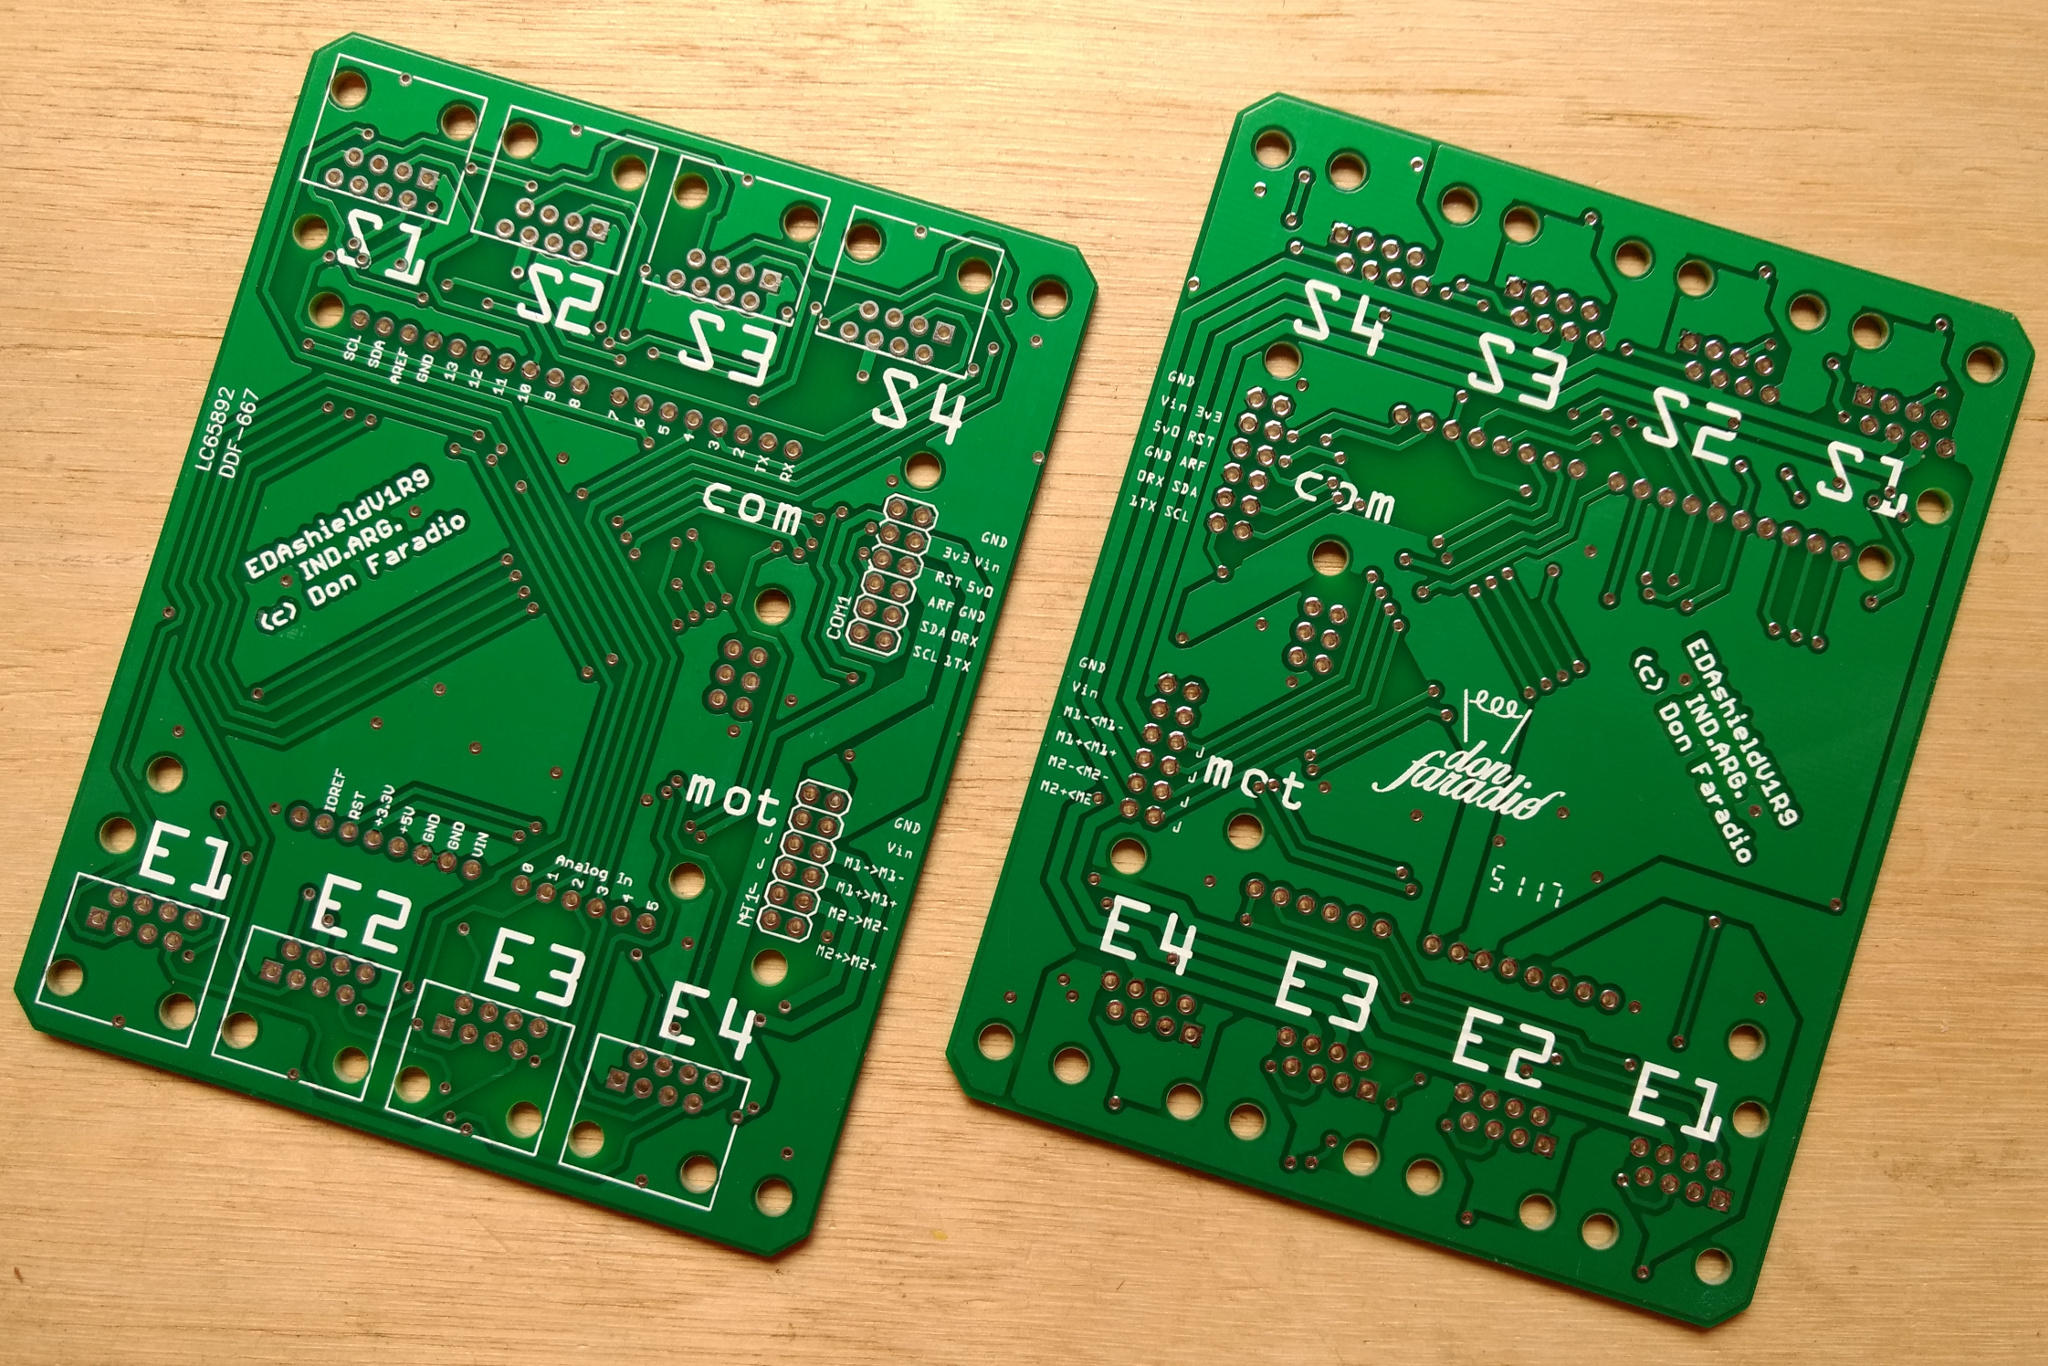 S1
S2
S3
S4
SCL
SDA
AREF
GND
13
12
11
10
9
8
7
6
5
4
3
2
TX
RX
LC65892
DDF-667
EDAshieldV1R9
IND.ARG.
(c) Don Faradio
com
COM1
GND
3v3 Vin
RST 5v0
ARF GND
SDA 0RX
SCL 1TX
mot
GND
Vin
M1->M1-
M1+>M1+
M2->M2-
M2+>M2+
J
J
IOREF
RST
+3.3V
+5V
GND
GND
VIN
Analog In
0
1
2
3
4
5
E1
E2
E3
E4
S4
S3
S2
S1
GND
Vin 3v3
5v0 RST
GND ARF
0RX SDA
1TX SCL
com
GND
Vin
M1-<M1-
M1+<M1+
M2-<M2-
M2+<M2
J
J
J
J
mot
don
faradio
EDAshieldV1R9
IND.ARG.
(c) Don Faradio
5117
E4
E3
E2
E1